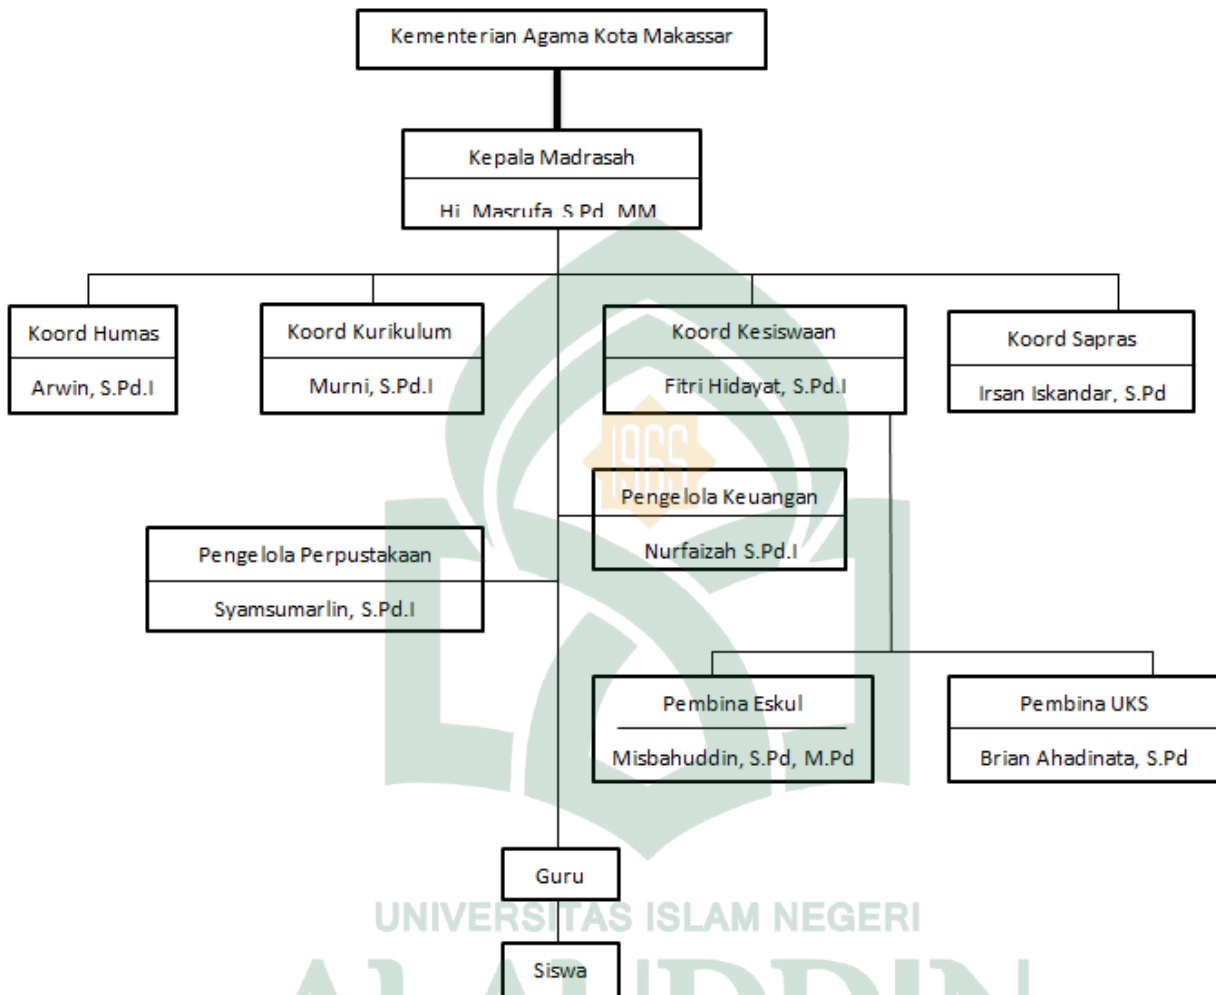 Kementerian Agama Kota Makassar
Kepala Madrasah
Hj. Masrufa, S.Pd, MM
Koord Humas
Arwin, S.Pd.I
Koord Kurikulum
Murni, S.Pd.I
Koord Kesiswaan
Fitri Hidayat, S.Pd.I
Koord Sapras
Irsan Iskandar, S.Pd
1965
Pengelola Keuangan
Nurfaizah S.Pd.I
Pengelola Perpustakaan
Syamsumarlin, S.Pd.I
Pembina Eskul
Misbahuddin, S.Pd, M.Pd
Pembina UKS
Brian Ahadinata, S.Pd
Guru
UNIVERSITAS ISLAM NEGERI
Siswa
ALAUDDIN